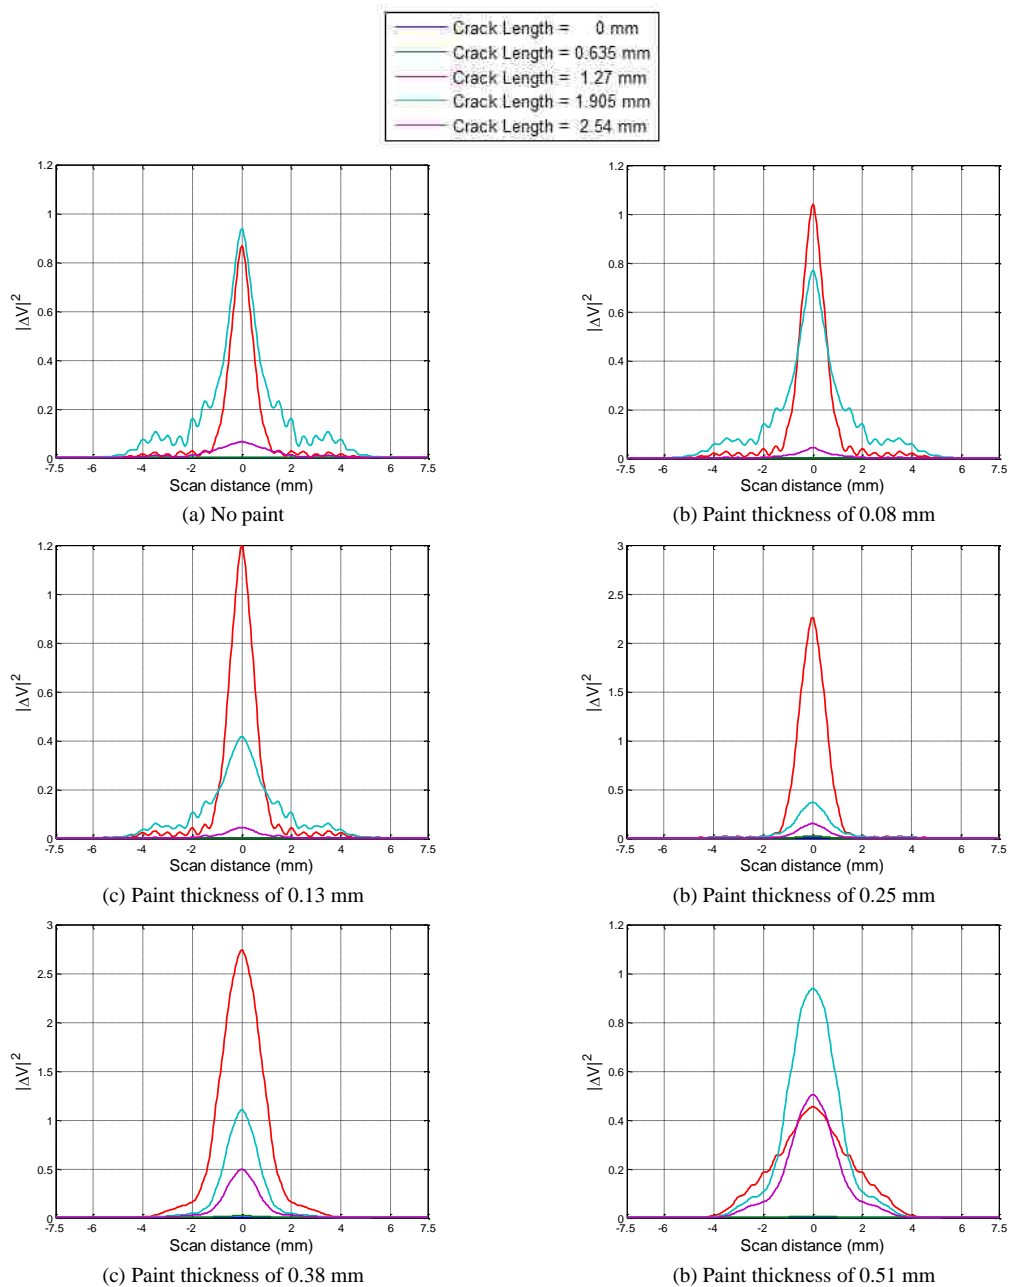 Crack Length = 0 mm
Crack Length = 0.635 mm
Crack Length = 1.27 mm
Crack Length = 1.905 mm
Crack Length = 2.54 mm
1.2
1
0.8
0.6
0.4
0.2
0
|ΔV|²
-7.5 -6 -4 -2 0 2 4 6 7.5
Scan distance (mm)
(a) No paint
1.2
1
0.8
0.6
0.4
0.2
0
|ΔV|²
-7.5 -6 -4 -2 0 2 4 6 7.5
Scan distance (mm)
(b) Paint thickness of 0.08 mm
1.2
1
0.8
0.6
0.4
0.2
0
|ΔV|²
-7.5 -6 -4 -2 0 2 4 6 7.5
Scan distance (mm)
(c) Paint thickness of 0.13 mm
3
2.5
2
1.5
1
0.5
0
|ΔV|²
-7.5 -6 -4 -2 0 2 4 6 7.5
Scan distance (mm)
(b) Paint thickness of 0.25 mm
3
2.5
2
1.5
1
0.5
0
|ΔV|²
-7.5 -6 -4 -2 0 2 4 6 7.5
Scan distance (mm)
(c) Paint thickness of 0.38 mm
1.2
1
0.8
0.6
0.4
0.2
0
|ΔV|²
-7.5 -6 -4 -2 0 2 4 6 7.5
Scan distance (mm)
(b) Paint thickness of 0.51 mm